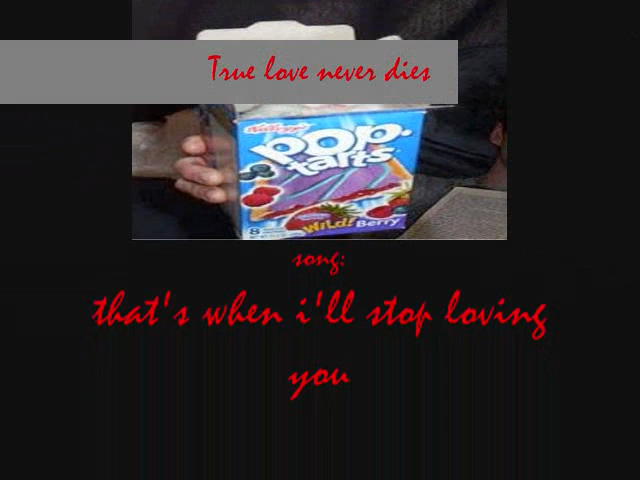 True love never dies
Kellogg's
POP·
tarts
Wild! Berry
8
song:
that's when i'll stop loving
you